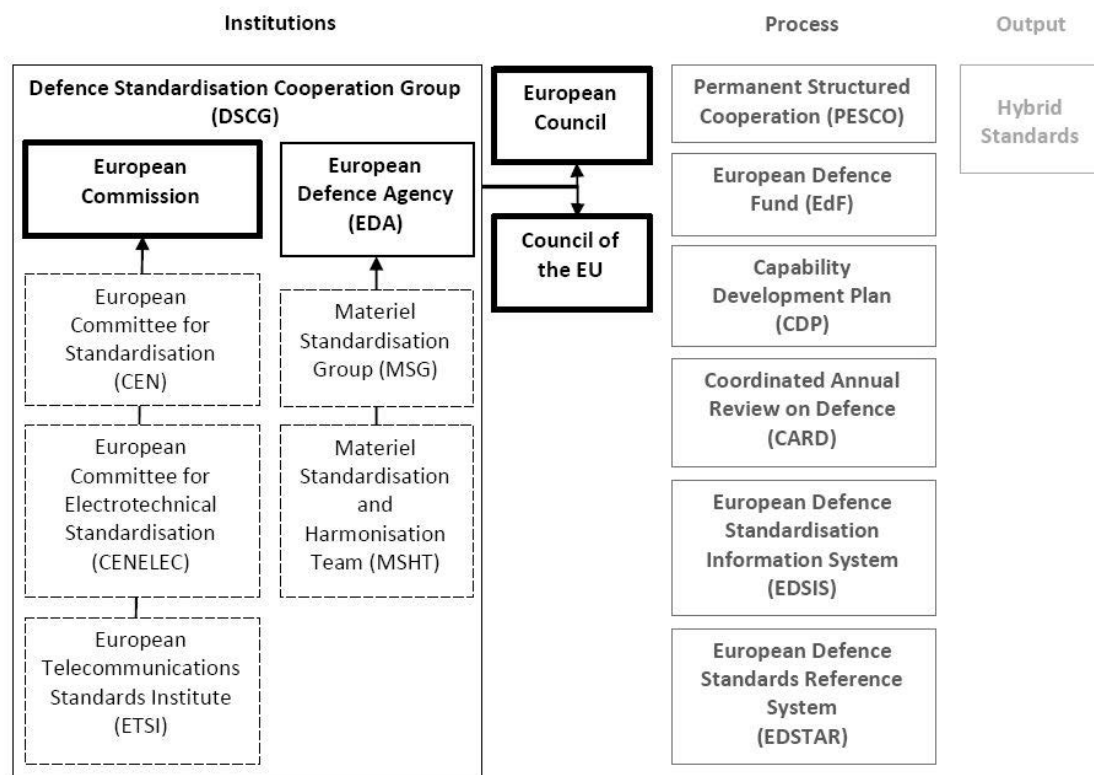 Institutions
Process
Output
Defence Standardisation Cooperation Group
(DSCG)
European
Commission
European
Committee for
Standardisation
(CEN)
European
Committee for
Electrotechnical
Standardisation
(CENELEC)
European
Telecommunications
Standards Institute
(ETSI)
European
Defence Agency
(EDA)
Materiel
Standardisation
Group (MSG)
Materiel
Standardisation
and
Harmonisation
Team (MSHT)
European
Council
Council of
the EU
Permanent Structured
Cooperation (PESCO)
European Defence
Fund (EdF)
Capability
Development Plan
(CDP)
Coordinated Annual
Review on Defence
(CARD)
European Defence
Standardisation
Information System
(EDSIS)
European Defence
Standards Reference
System
(EDSTAR)
Hybrid
Standards